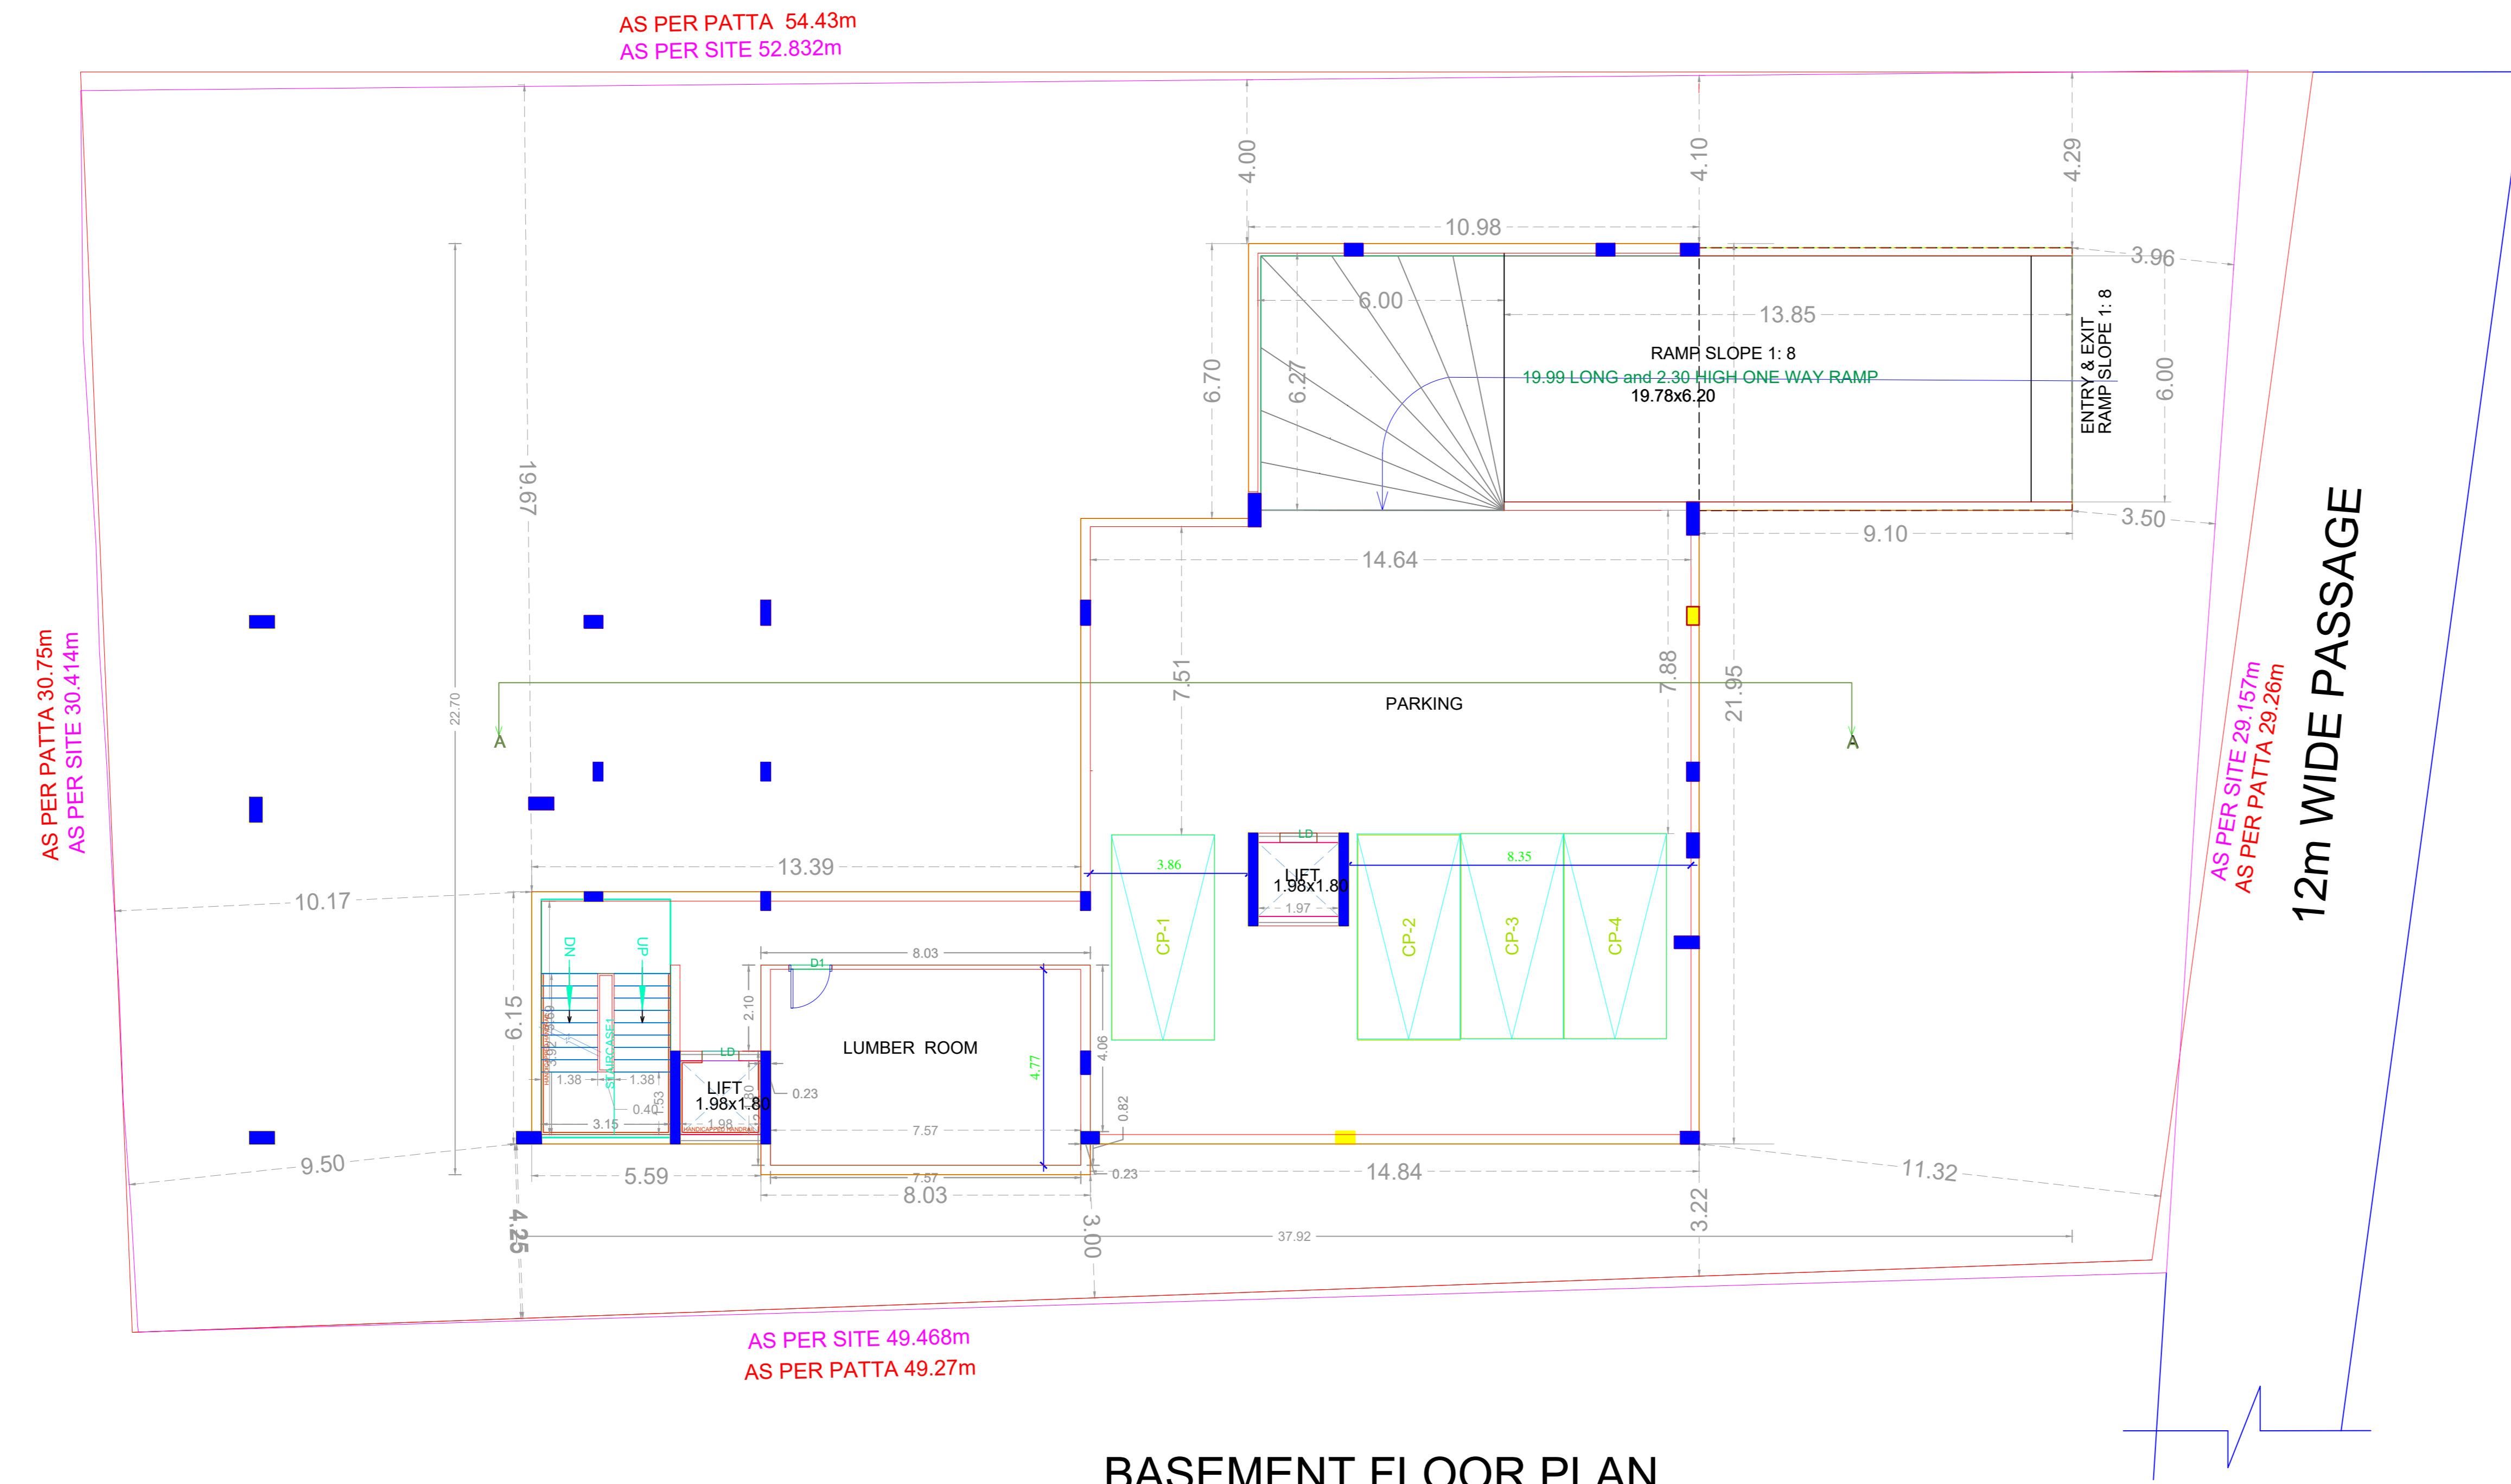 AS PER PATTA 54.43m
AS PER SITE 52.832m
4.00
4.10
4.29
10.98
3.96
6.00
13.85
ENTRY & EXIT
RAMP SLOPE 1: 8
RAMP SLOPE 1: 8
19.99 LONG and 2.30 HIGH ONE WAY RAMP
19.78x6.20
6.70
6.27
6.00
19.67
3.50
9.10
14.64
12m WIDE PASSAGE
AS PER PATTA 30.75m
AS PER SITE 30.414m
22.70
7.51
7.88
21.95
PARKING
AS PER SITE 29.157m
AS PER PATTA 29.26m
A
A
LD
13.39
3.86
8.35
LIFT
1.98x1.80
1.97
10.17
CP-1
CP-2
CP-3
CP-4
DN
UP
8.03
D1
2.10
6.15
3.92
STAIRCASE1
LUMBER ROOM
4.77
4.06
LD
1.38
1.38
LIFT
1.98x1.80
0.23
0.40
0.82
3.15
1.98
7.57
9.50
5.59
7.57
0.23
14.84
11.32
8.03
4.25
3.00
3.22
37.92
AS PER SITE 49.468m
AS PER PATTA 49.27m
BASEMENT FLOOR PLAN